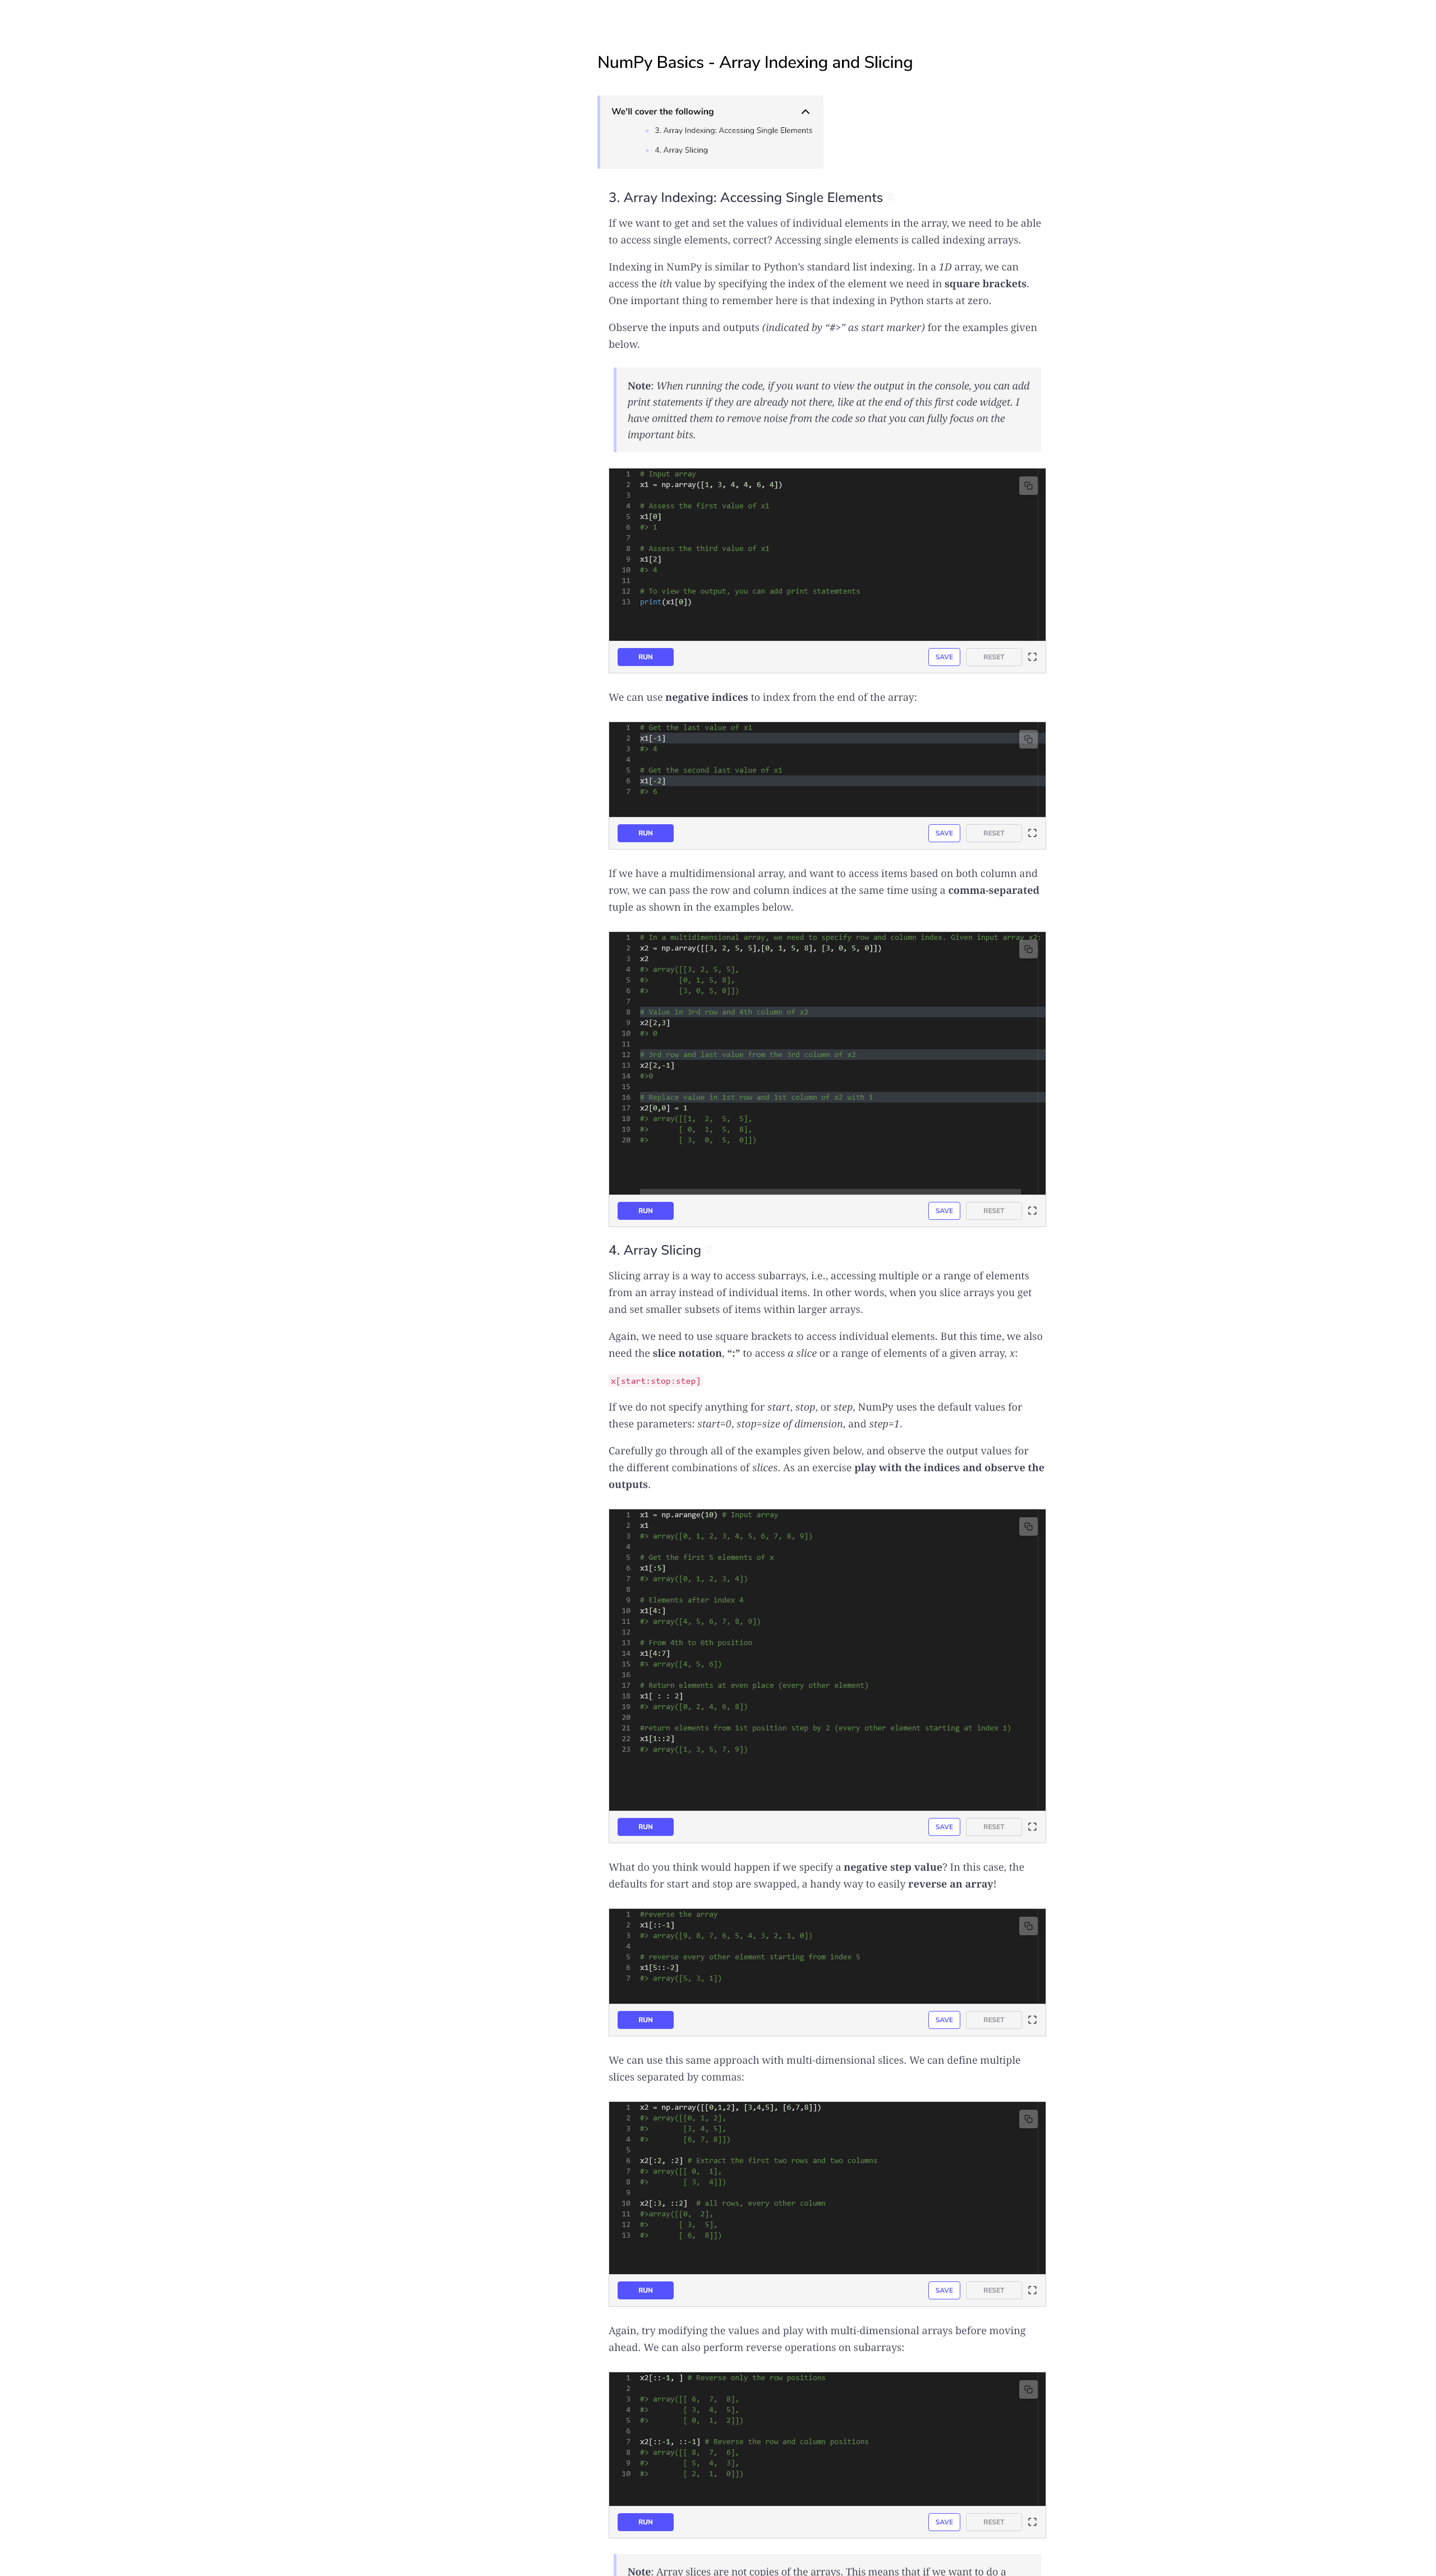 NumPy Basics - Array Indexing and Slicing
We'll cover the following
3. Array Indexing: Accessing Single Elements
4. Array Slicing
3. Array Indexing: Accessing Single Elements #
If we want to get and set the values of individual elements in the array, we need to be able
to access single elements, correct? Accessing single elements is called indexing arrays.
Indexing in NumPy is similar to Python's standard list indexing. In a 1D array, we can
access the ith value by specifying the index of the element we need in square brackets.
One important thing to remember here is that indexing in Python starts at zero.
Observe the inputs and outputs (indicated by “#>” as start marker) for the examples given
below.
Note: When running the code, if you want to view the output in the console, you can add
print statements if they are already not there, like at the end of this first code widget. I
have omitted them to remove noise from the code so that you can fully focus on the
important bits.
1 # Input array
2 x1 = np.array([1, 3, 4, 4, 6, 4])
3
4 # Assess the first value of x1
5 x1[0]
6 #> 1
7
8 # Assess the third value of x1
9 x1[2]
10 #> 4
11
12 # To view the output, you can add print statemtents
13 print(x1[0])
RUN SAVE RESET
We can use negative indices to index from the end of the array:
1 # Get the last value of x1
2 x1[-1]
3 #> 4
4
5 # Get the second last value of x1
6 x1[-2]
7 #> 6
RUN SAVE RESET
If we have a multidimensional array, and want to access items based on both column and
row, we can pass the row and column indices at the same time using a comma-separated
tuple as shown in the examples below.
1 # In a multidimensional array, we need to specify row and column index. Given input array x2:
2 x2 = np.array([[3, 2, 5, 5],[0, 1, 5, 8], [3, 0, 5, 0]])
3 x2
4 #> array([[3, 2, 5, 5],
5 #>       [0, 1, 5, 8],
6 #>       [3, 0, 5, 0]])
7
8 # Value in 3rd row and 4th column of x2
9 x2[2,3]
10 #> 0
11
12 # 3rd row and last value from the 3rd column of x2
13 x2[2,-1]
14 #>0
15
16 # Replace value in 1st row and 1st column of x2 with 1
17 x2[0,0] = 1
18 #> array([[1,  2,  5,  5],
19 #>       [ 0,  1,  5,  8],
20 #>       [ 3,  0,  5,  0]])
RUN SAVE RESET
4. Array Slicing #
Slicing array is a way to access subarrays, i.e., accessing multiple or a range of elements
from an array instead of individual items. In other words, when you slice arrays you get
and set smaller subsets of items within larger arrays.
Again, we need to use square brackets to access individual elements. But this time, we also
need the slice notation, “:” to access a slice or a range of elements of a given array, x:
x[start:stop:step]
If we do not specify anything for start, stop, or step, NumPy uses the default values for
these parameters: start=0, stop=size of dimension, and step=1.
Carefully go through all of the examples given below, and observe the output values for
the different combinations of slices. As an exercise play with the indices and observe the
outputs.
1 x1 = np.arange(10) # Input array
2 x1
3 #> array([0, 1, 2, 3, 4, 5, 6, 7, 8, 9])
4
5 # Get the first 5 elements of x
6 x1[:5]
7 #> array([0, 1, 2, 3, 4])
8
9 # Elements after index 4
10 x1[4:]
11 #> array([4, 5, 6, 7, 8, 9])
12
13 # From 4th to 6th position
14 x1[4:7]
15 #> array([4, 5, 6])
16
17 # Return elements at even place (every other element)
18 x1[ : : 2]
19 #> array([0, 2, 4, 6, 8])
20
21 #return elements from 1st position step by 2 (every other element starting at index 1)
22 x1[1::2]
23 #> array([1, 3, 5, 7, 9])
RUN SAVE RESET
What do you think would happen if we specify a negative step value? In this case, the
defaults for start and stop are swapped, a handy way to easily reverse an array!
1 #reverse the array
2 x1[::-1]
3 #> array([9, 8, 7, 6, 5, 4, 3, 2, 1, 0])
4
5 # reverse every other element starting from index 5
6 x1[5::-2]
7 #> array([5, 3, 1])
RUN SAVE RESET
We can use this same approach with multi-dimensional slices. We can define multiple
slices separated by commas:
1 x2 = np.array([[0,1,2], [3,4,5], [6,7,8]])
2 #> array([[0, 1, 2],
3 #>        [3, 4, 5],
4 #>        [6, 7, 8]])
5
6 x2[:2, :2] # Extract the first two rows and two columns
7 #> array([[ 0,  1],
8 #>        [ 3,  4]])
9
10 x2[:3, ::2]  # all rows, every other column
11 #>array([[0,  2],
12 #>       [ 3,  5],
13 #>       [ 6,  8]])
RUN SAVE RESET
Again, try modifying the values and play with multi-dimensional arrays before moving
ahead. We can also perform reverse operations on subarrays:
1 x2[::-1, ] # Reverse only the row positions
2
3 #> array([[ 6,  7,  8],
4 #>        [ 3,  4,  5],
5 #>        [ 0,  1,  2]])
6
7 x2[::-1, ::-1] # Reverse the row and column positions
8 #> array([[ 8,  7,  6],
9 #>        [ 5,  4,  3],
10 #>        [ 2,  1,  0]])
RUN SAVE RESET
Note: Array slices are not copies of the arrays. This means that if we want to do a